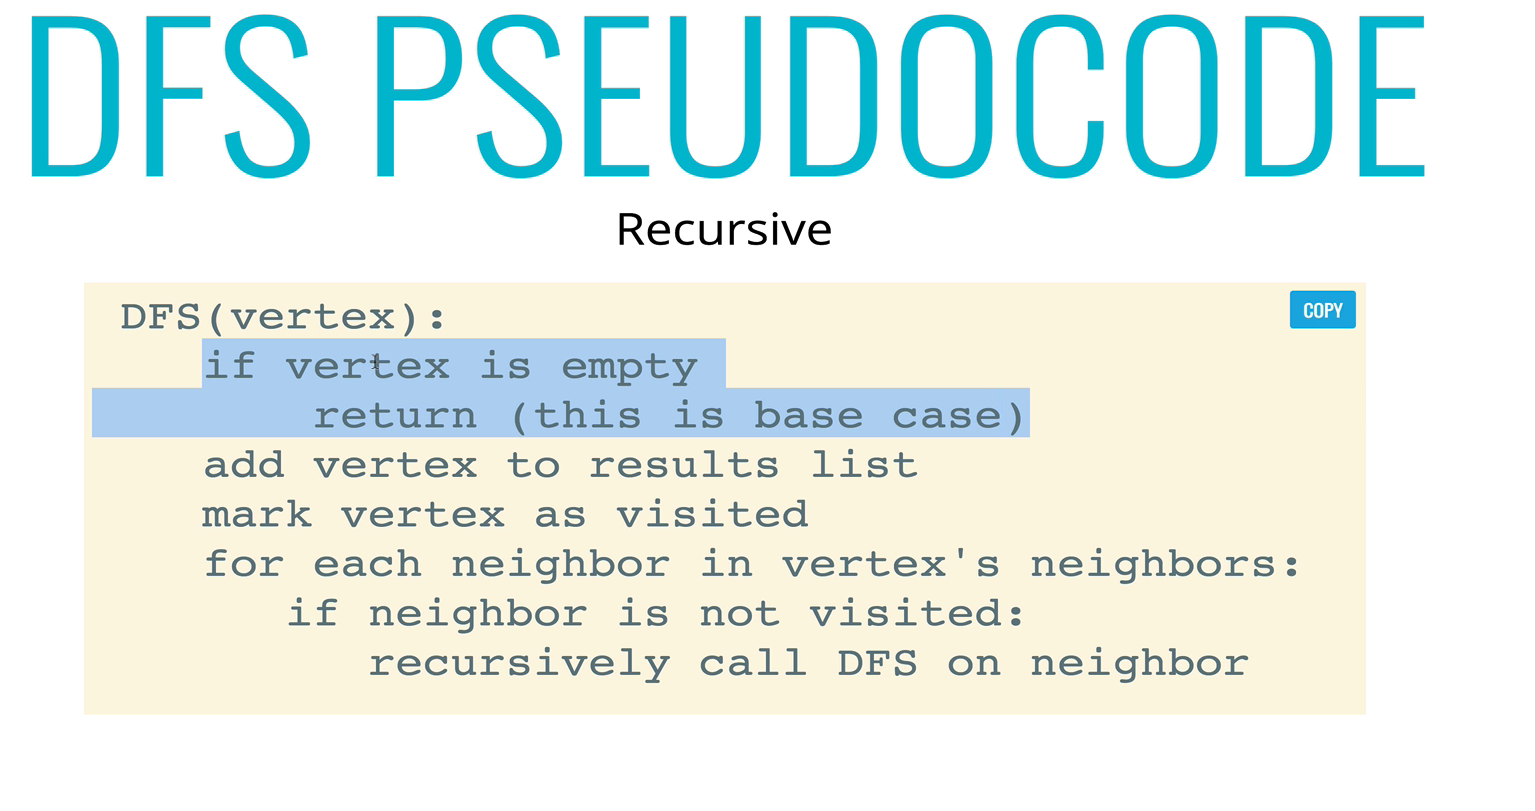 DFS PSEUDOCODE
Recursive
COPY
DFS(vertex):
    if vertex is empty
        return (this is base case)
    add vertex to results list
    mark vertex as visited
    for each neighbor in vertex's neighbors:
       if neighbor is not visited:
          recursively call DFS on neighbor